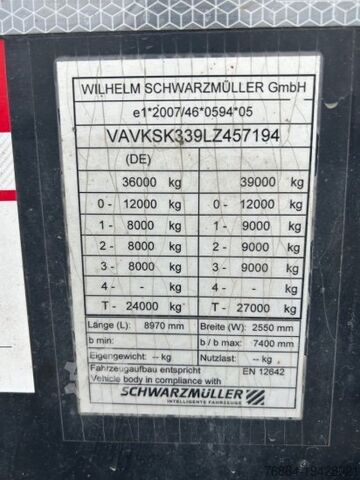 WILHELM SCHWARZMÜLLER GmbH
e1*2007/46*0594*05
VAVKSK339LZ457194
(DE)
36000 kg 39000 kg
0 - 12000 kg 0 - 12000 kg
1 - 8000 kg 1 - 9000 kg
2 - 8000 kg 2 - 9000 kg
3 - 8000 kg 3 - 9000 kg
4 - - kg 4 - - kg
T - 24000 kg T - 27000 kg
Länge (L): 8970 mm Breite (W): 2550 mm
b min: b / b max: 7400 mm
Eigengewicht: -- kg Nutzlast: -- kg
Fahrzeugaufbau entspricht EN 12642
Vehicle body in compliance with
SCHWARZMÜLLER
INTELLIGENTE FAHRZEUGE